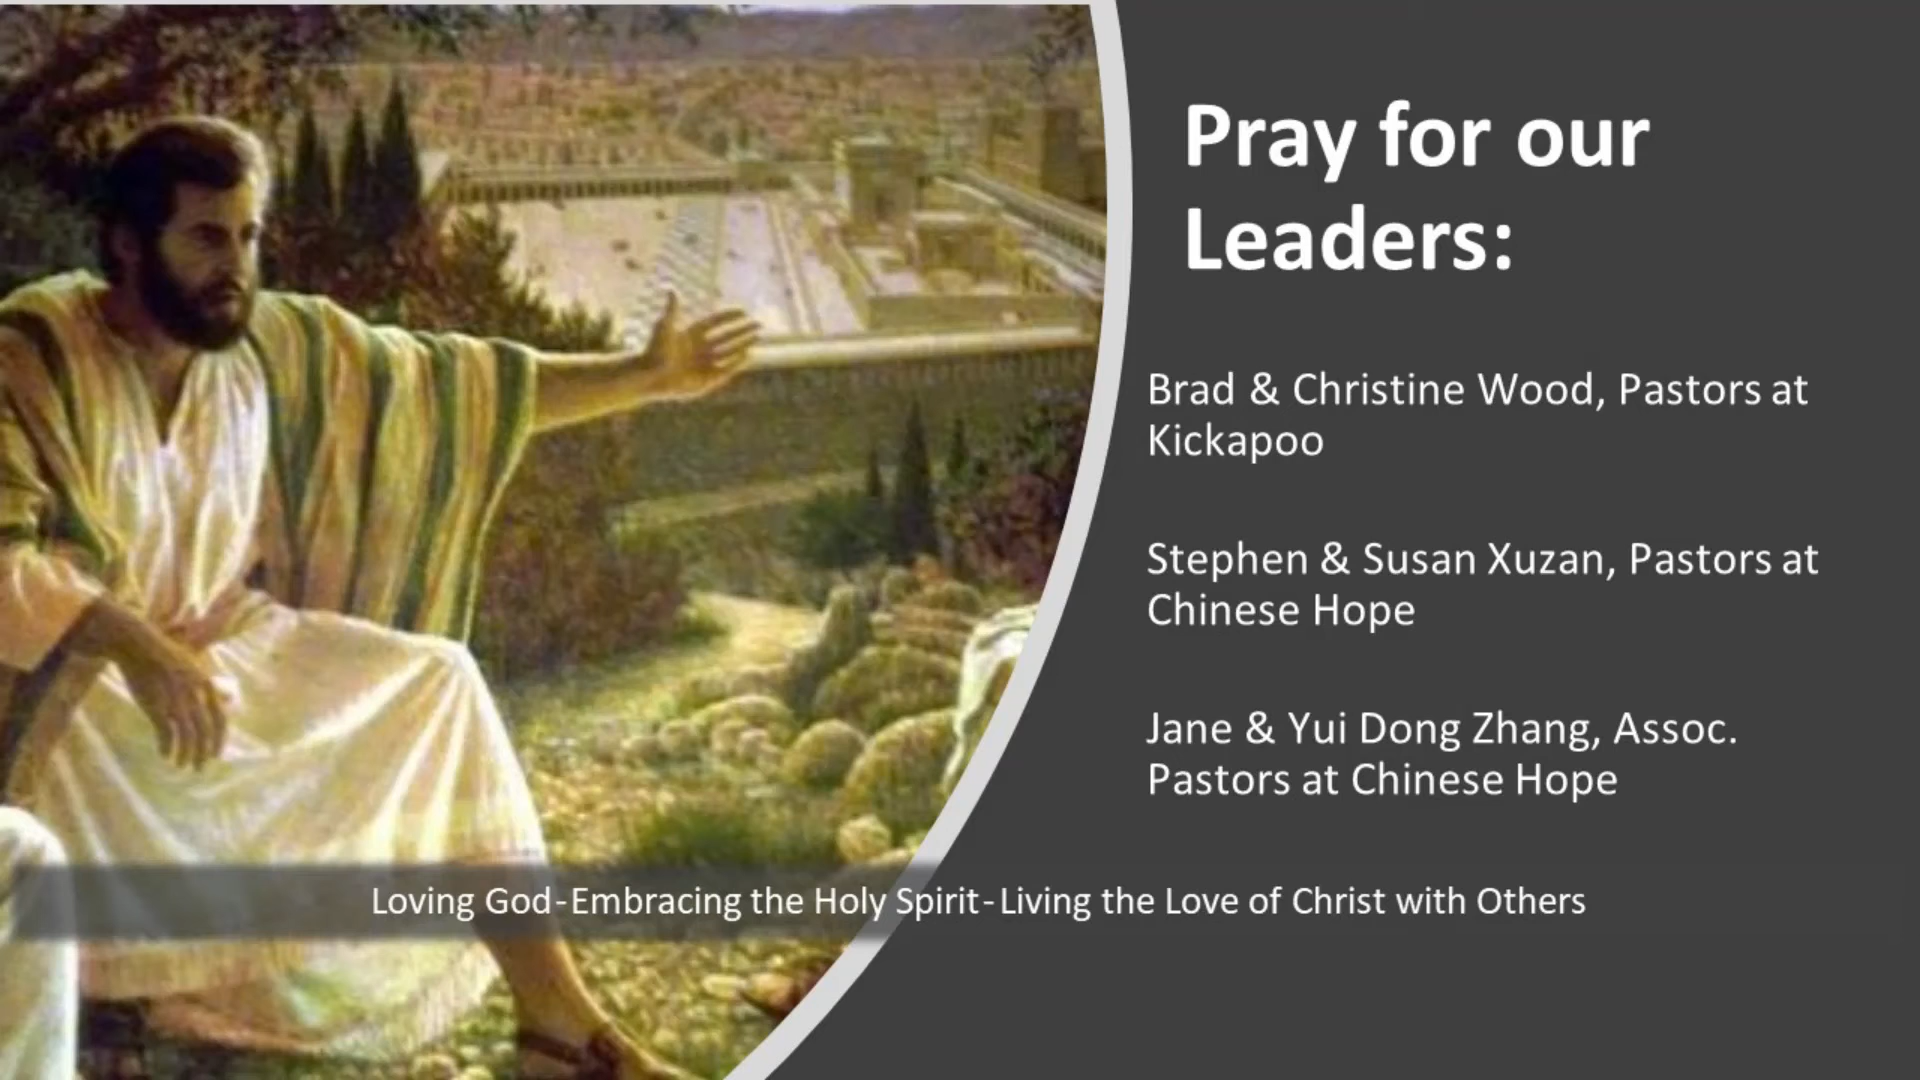 Pray for our
Leaders:
Brad & Christine Wood, Pastors at
Kickapoo
Stephen & Susan Xuzan, Pastors at
Chinese Hope
Jane & Yui Dong Zhang, Assoc.
Pastors at Chinese Hope
Loving God-Embracing the Holy Spirit-Living the Love of Christ with Others